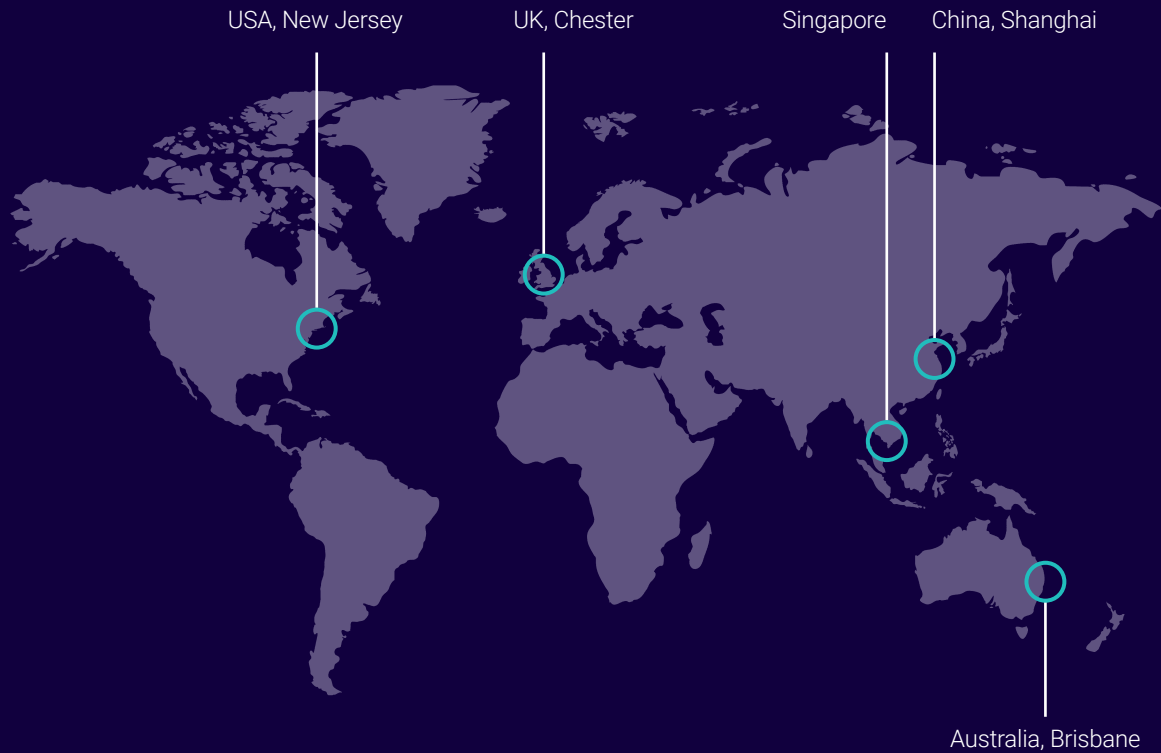 USA, New Jersey
UK, Chester
Singapore
China, Shanghai
Australia, Brisbane